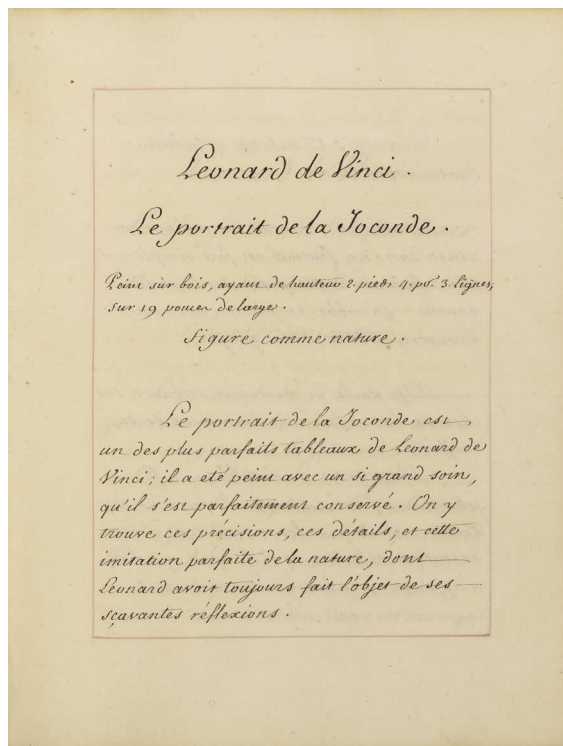 Leonard de Vinci.
Le portrait de la Joconde.
Peint sur bois, ayant de hauteur 2. pieds 4. po. 3. lignes,
sur 19 pouces de large.
figure comme nature.
Le portrait de la Joconde est
un des plus parfaits tableaux de Leonard de
Vinci; il a eté peint avec un si grand soin,
qu'il s'est parfaitement conservé. On y
trouve ces précisions, ces détails, et cette
imitation parfaite de la nature, dont
Leonard avoit toujours fait l'objet de ses
sçavantes réflexions.